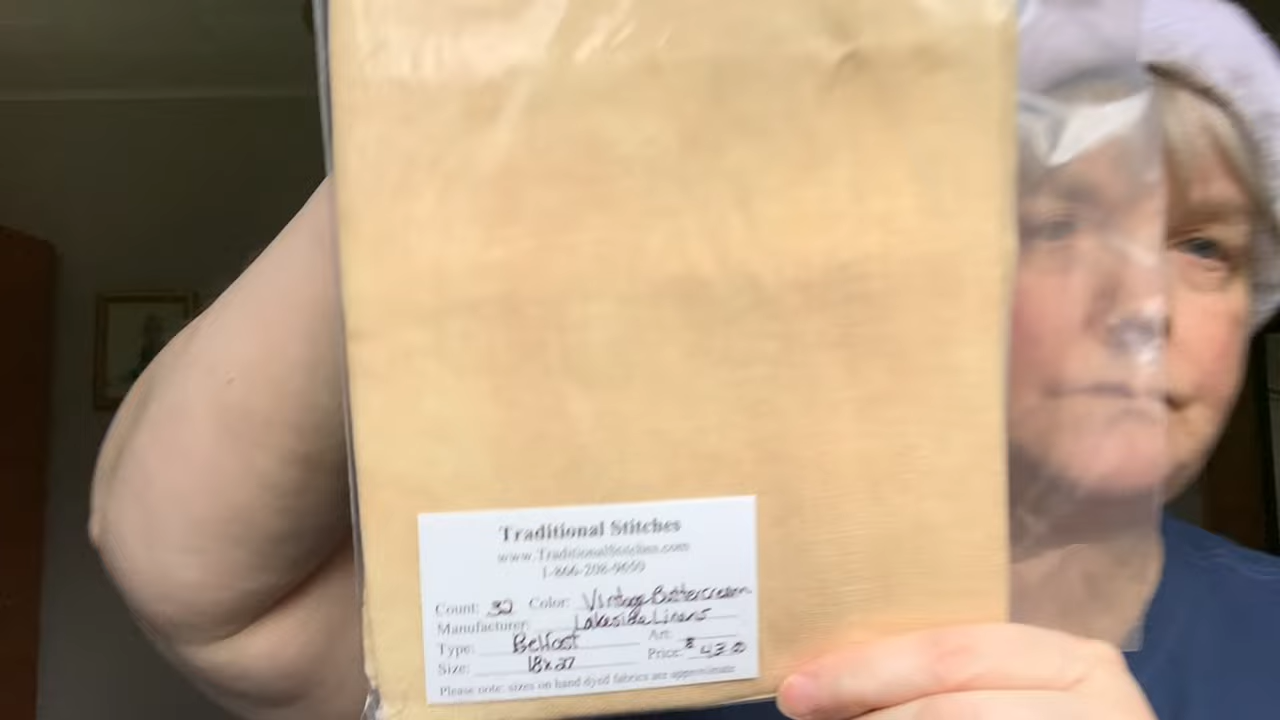 Traditional Stitches
www.TraditionalStitches.com
1-866-208-9650
Count: 32 Color: Vintage Buttercream
Manufacturer: Lakeside Linens
Type: Belfast Art:
Size: 18x27 Price: $43.00
Please note: sizes on hand dyed fabrics are approximate